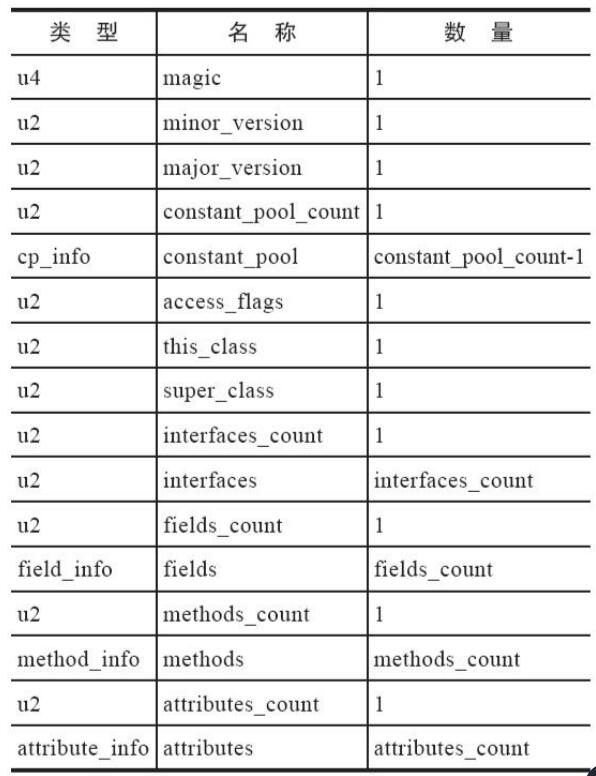 类 型 名 称 数 量
u4 magic 1
u2 minor_version 1
u2 major_version 1
u2 constant_pool_count 1
cp_info constant_pool constant_pool_count-1
u2 access_flags 1
u2 this_class 1
u2 super_class 1
u2 interfaces_count 1
u2 interfaces interfaces_count
u2 fields_count 1
field_info fields fields_count
u2 methods_count 1
method_info methods methods_count
u2 attributes_count 1
attribute_info attributes attributes_count